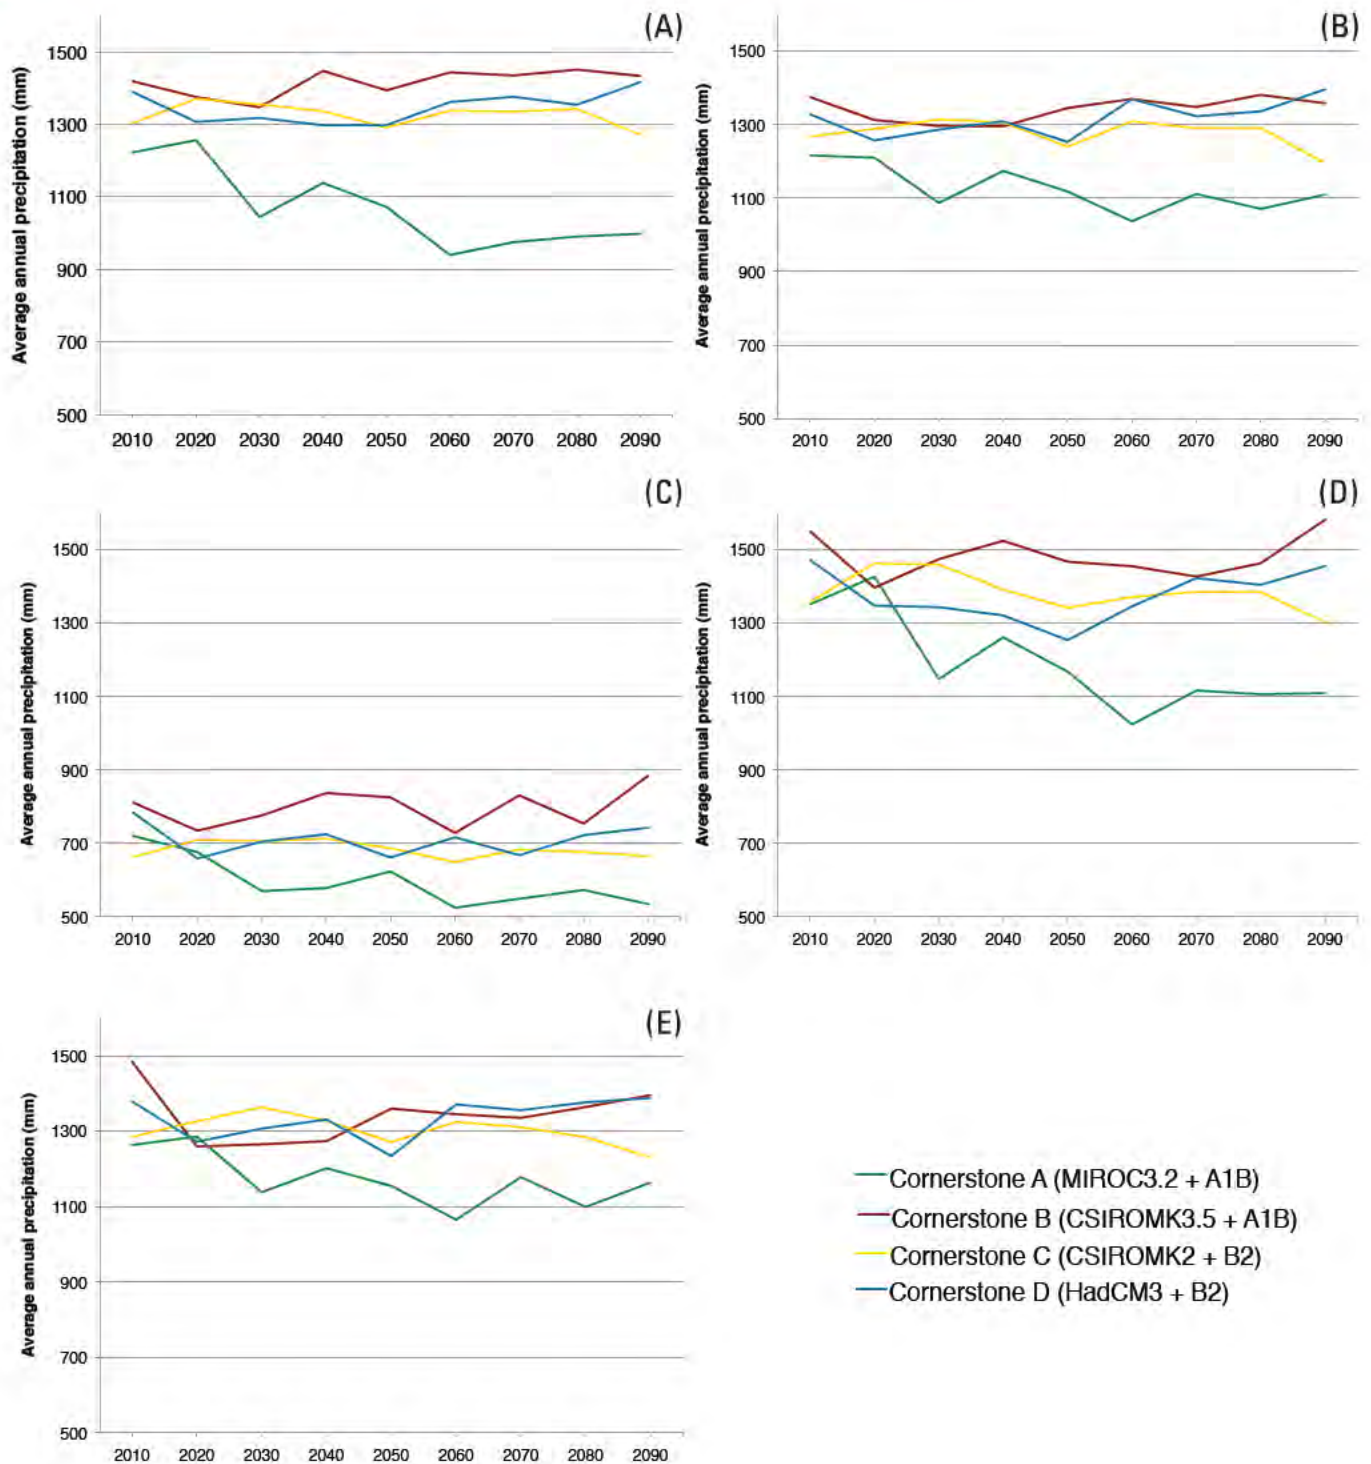 (A)
Average annual precipitation (mm)
1500
1300
1100
900
700
500
2010 2020 2030 2040 2050 2060 2070 2080 2090
(B)
Average annual precipitation (mm)
1500
1300
1100
900
700
500
2010 2020 2030 2040 2050 2060 2070 2080 2090
(C)
Average annual precipitation (mm)
1500
1300
1100
900
700
500
2010 2020 2030 2040 2050 2060 2070 2080 2090
(D)
Average annual precipitation (mm)
1500
1300
1100
900
700
500
2010 2020 2030 2040 2050 2060 2070 2080 2090
(E)
Average annual precipitation (mm)
1500
1300
1100
900
700
500
2010 2020 2030 2040 2050 2060 2070 2080 2090
Cornerstone A (MIROC3.2 + A1B)
Cornerstone B (CSIROMK3.5 + A1B)
Cornerstone C (CSIROMK2 + B2)
Cornerstone D (HadCM3 + B2)